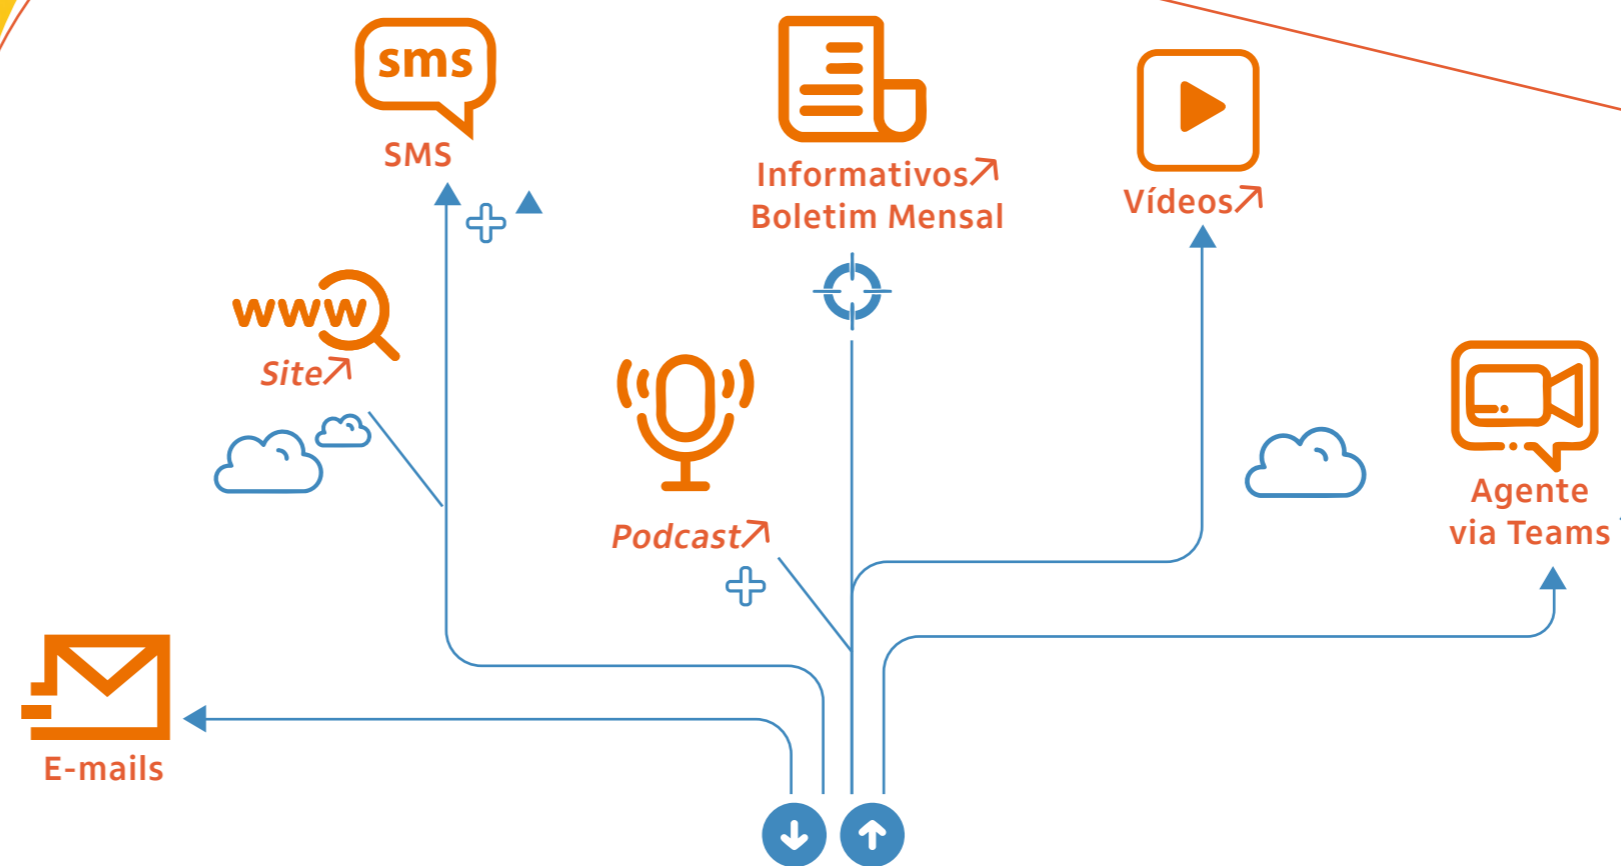 sms
SMS
Informativos
Boletim Mensal
Vídeos
www
Site
Podcast
Agente
via Teams
E-mails